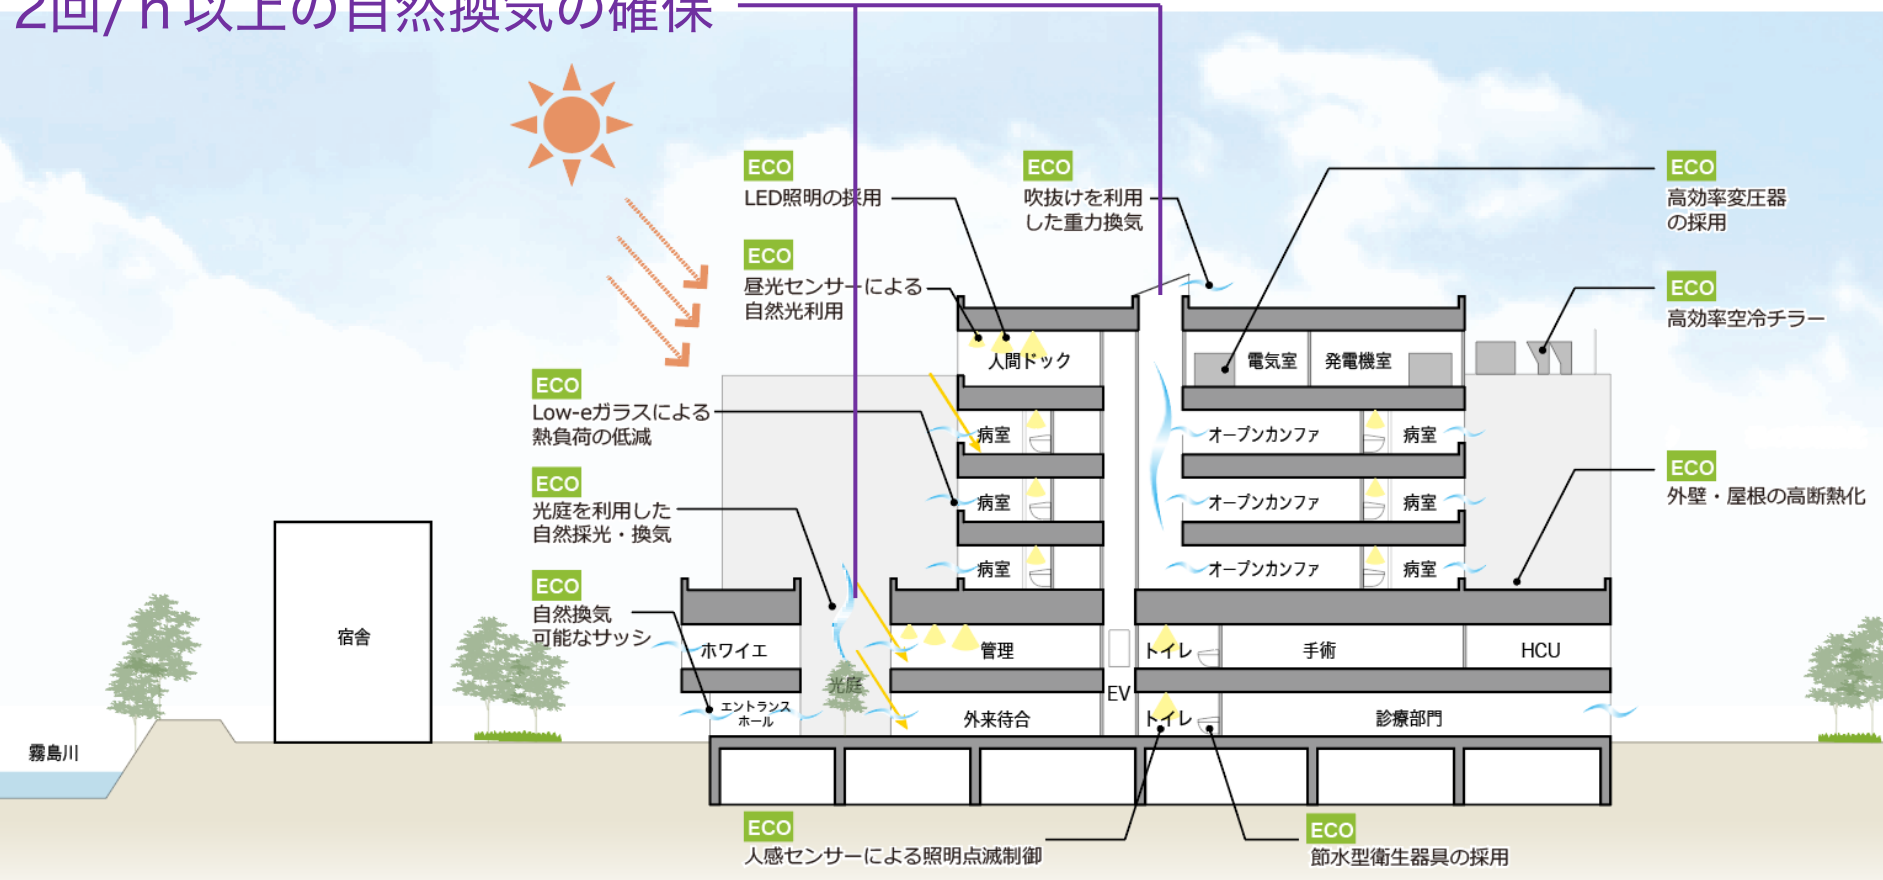 2回/ｈ以上の自然換気の確保
ECO
LED照明の採用
ECO
吹抜けを利用
した重力換気
ECO
高効率変圧器
の採用
ECO
昼光センサーによる
自然光利用
ECO
高効率空冷チラー
人間ドック
電気室
発電機室
ECO
Low-eガラスによる
熱負荷の低減
病室
オープンカンファ
病室
ECO
光庭を利用した
自然採光・換気
病室
オープンカンファ
病室
ECO
外壁・屋根の高断熱化
病室
オープンカンファ
病室
ECO
自然換気
可能なサッシ
宿舎
ホワイエ
管理
トイレ
手術
HCU
光庭
EV
エントランス
ホール
外来待合
トイレ
診療部門
霧島川
ECO
人感センサーによる照明点滅制御
ECO
節水型衛生器具の採用